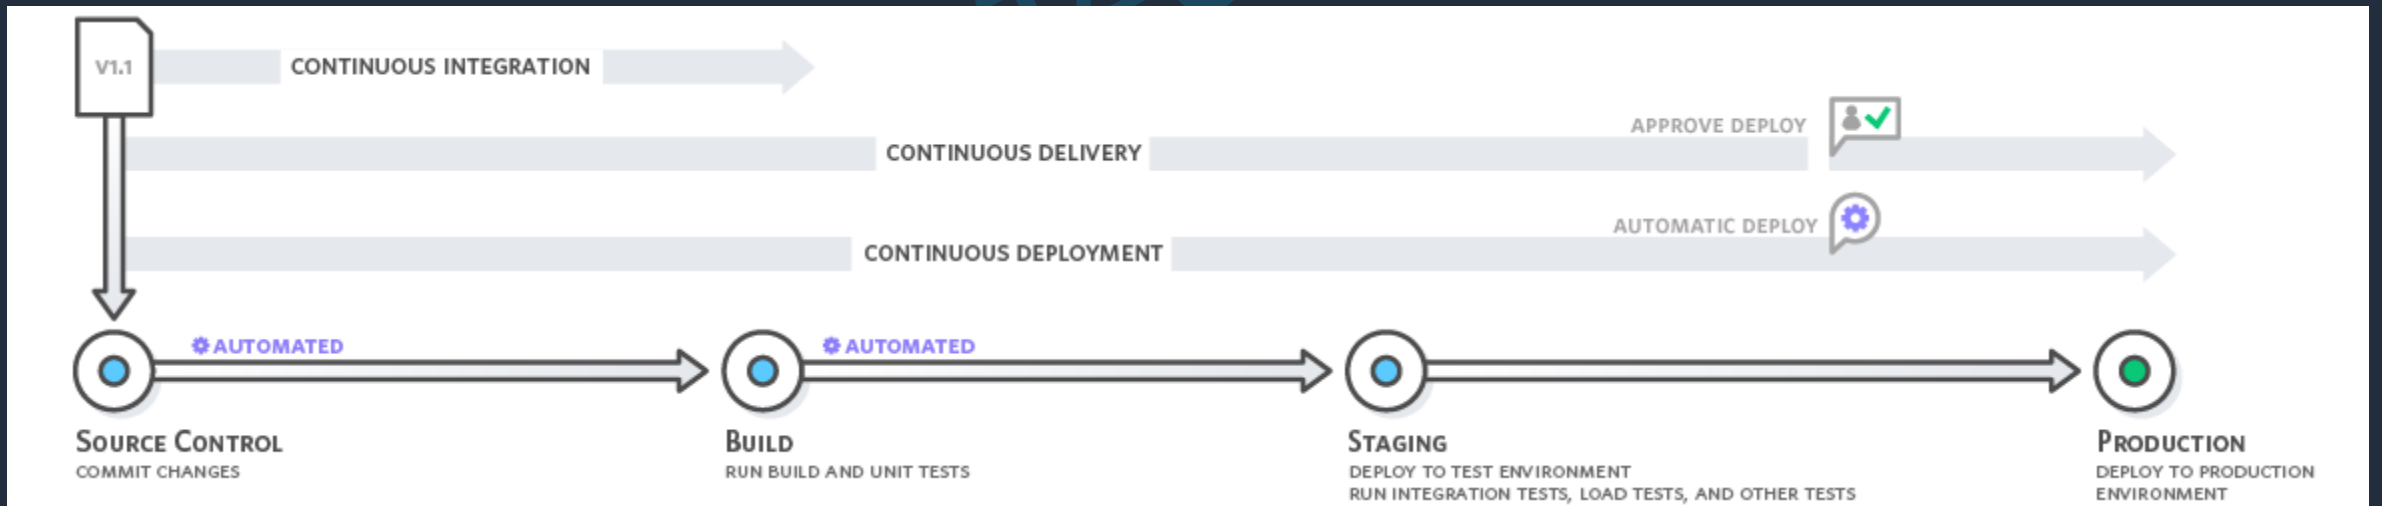 V1.1
CONTINUOUS INTEGRATION
APPROVE DEPLOY
CONTINUOUS DELIVERY
AUTOMATIC DEPLOY
CONTINUOUS DEPLOYMENT
AUTOMATED
AUTOMATED
SOURCE CONTROL
COMMIT CHANGES
BUILD
RUN BUILD AND UNIT TESTS
STAGING
DEPLOY TO TEST ENVIRONMENT
RUN INTEGRATION TESTS, LOAD TESTS, AND OTHER TESTS
PRODUCTION
DEPLOY TO PRODUCTION
ENVIRONMENT